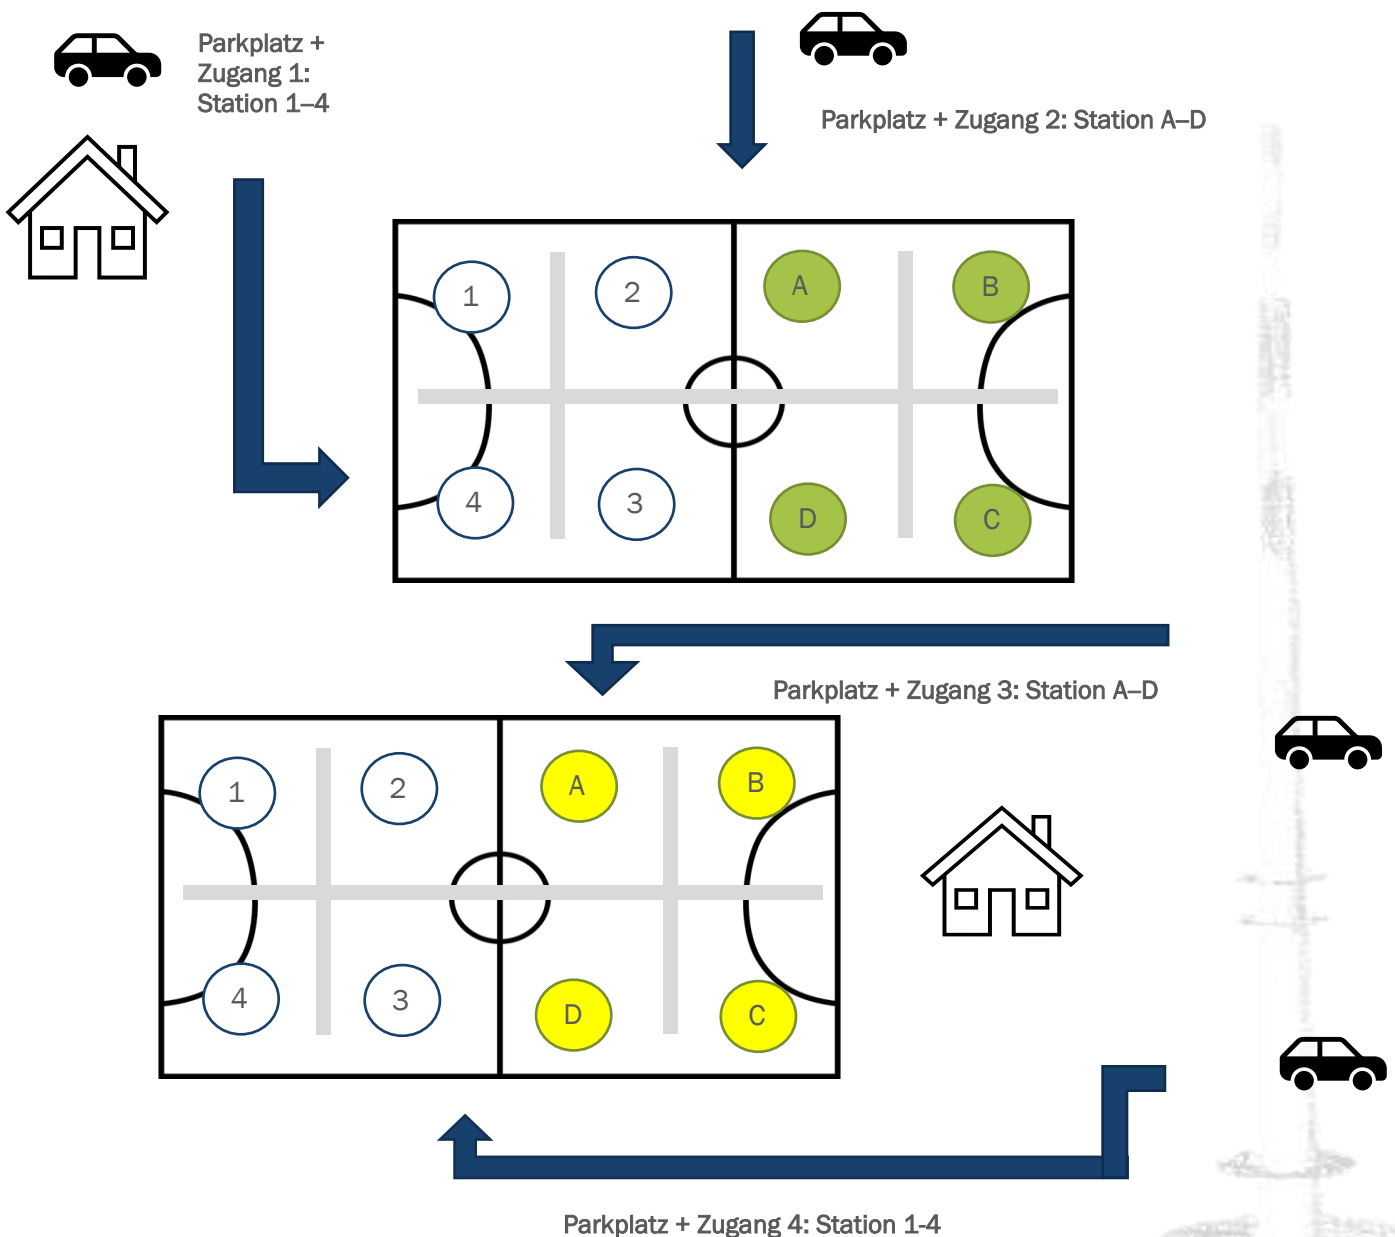 Parkplatz +
Zugang 1:
Station 1–4
Parkplatz + Zugang 2: Station A–D
1
2
A
B
4
3
D
C
Parkplatz + Zugang 3: Station A–D
1
2
A
B
4
3
D
C
Parkplatz + Zugang 4: Station 1-4